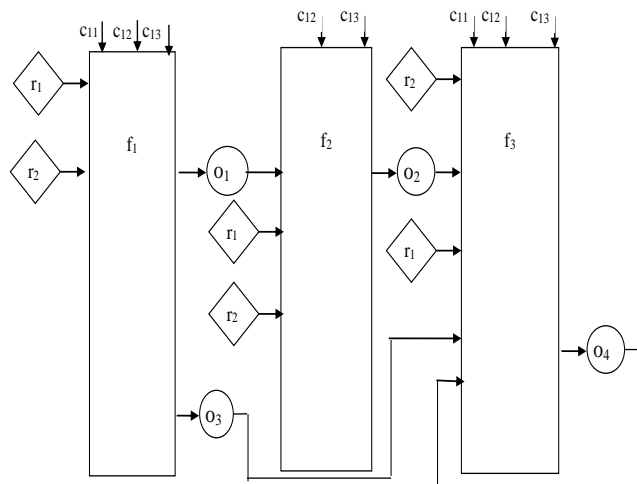 c₁₁ c₁₂ c₁₃
c₁₂ c₁₃
c₁₁ c₁₂ c₁₃
r₁
r₂
f₁
f₂
f₃
r₂
o₁
o₂
r₁
r₁
r₂
o₄
o₃